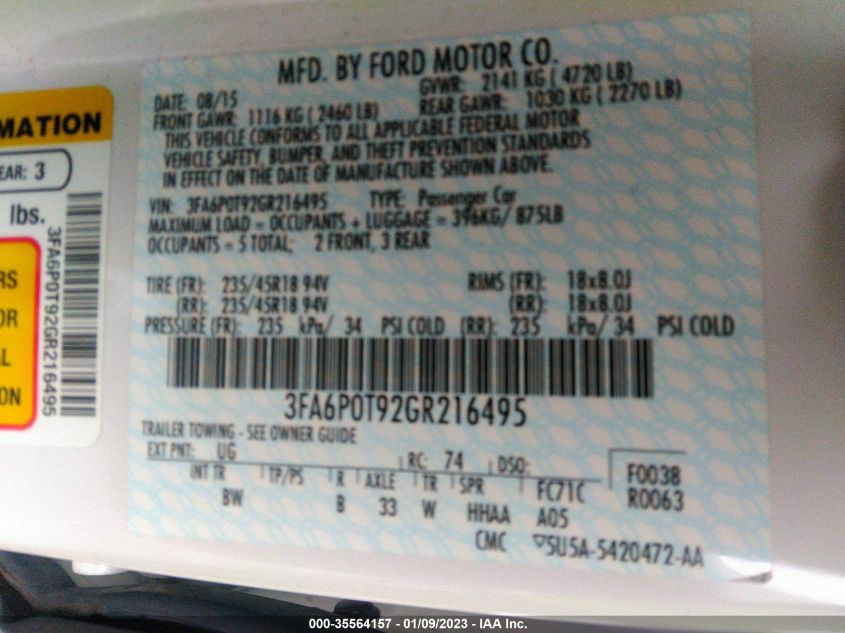 MATION
EAR: 3
lbs.
3FA6P0T92GR216495
RS
OR
AL
ON
MFD. BY FORD MOTOR CO.
DATE: 08/15 GVWR: 2141 KG ( 4720 LB)
FRONT GAWR: 1116 KG ( 2460 LB) REAR GAWR: 1030 KG ( 2270 LB)
THIS VEHICLE CONFORMS TO ALL APPLICABLE FEDERAL MOTOR
VEHICLE SAFETY, BUMPER, AND THEFT PREVENTION STANDARDS
IN EFFECT ON THE DATE OF MANUFACTURE SHOWN ABOVE.
VIN: 3FA6P0T92GR216495 TYPE: Passenger Car
MAXIMUM LOAD = OCCUPANTS + LUGGAGE = 396KG/ 875LB
OCCUPANTS = 5 TOTAL; 2 FRONT, 3 REAR
TIRE (FR): 235/45R18 94V RIMS (FR): 18x8.0J
(RR): 235/45R18 94V (RR): 18x8.0J
PRESSURE (FR): 235 kPa/ 34 PSI COLD (RR): 235 kPa/ 34 PSI COLD
3FA6P0T92GR216495
TRAILER TOWING - SEE OWNER GUIDE
EXT PNT: UG RC: 74 DSO: F0038
INT TR TP/PS R AXLE TR SPR FC71C R0063
BW B 33 W HHAA A05
CMC ▽5U5A-5420472-AA
000-35564157 - 01/09/2023 - IAA Inc.